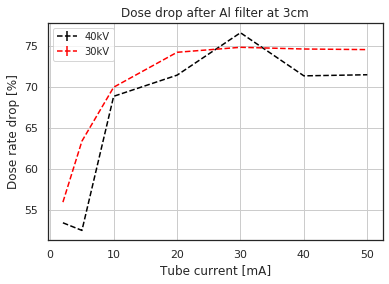 Dose drop after Al filter at 3cm
40kV
30kV
Dose rate drop [%]
75
70
65
60
55
0
10
20
30
40
50
Tube current [mA]